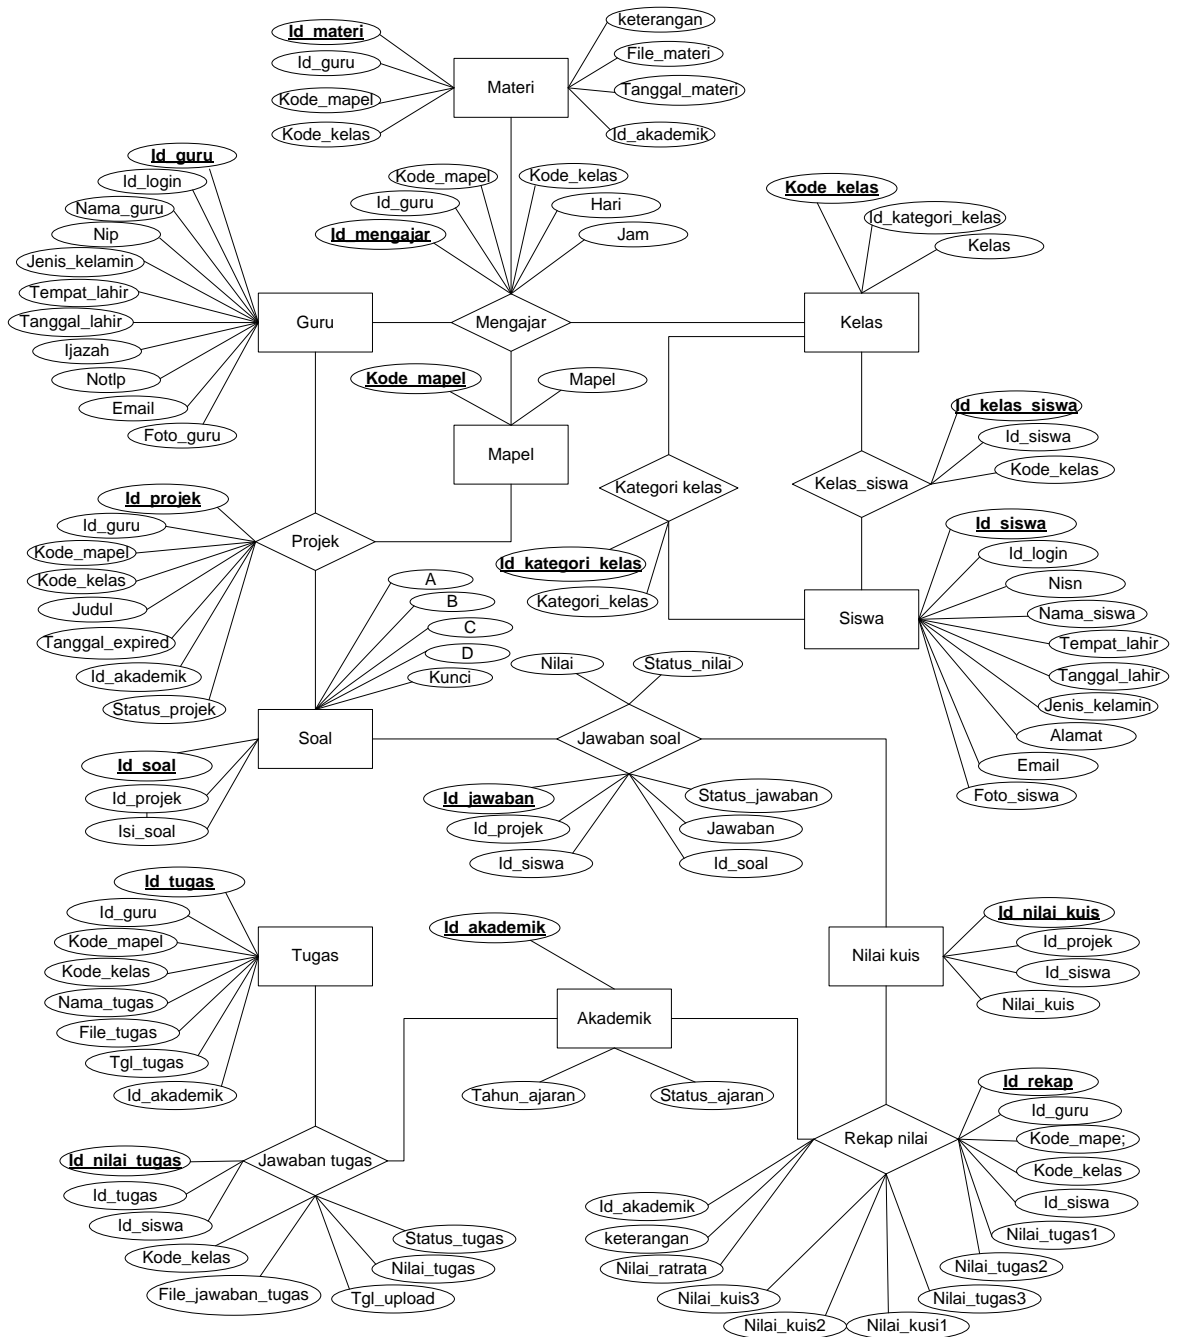 Id_materi
Id_guru
Kode_mapel
Kode_kelas
Materi
keterangan
File_materi
Tanggal_materi
Id_akademik
Id_guru
Id_login
Nama_guru
Nip
Jenis_kelamin
Tempat_lahir
Tanggal_lahir
Ijazah
Notlp
Email
Foto_guru
Guru
Kode_mapel
Id_guru
Id_mengajar
Kode_kelas
Hari
Jam
Mengajar
Kode_kelas
Id_kategori_kelas
Kelas
Kelas
Kode_mapel
Mapel
Mapel
Kategori kelas
Id_kategori_kelas
Kategori_kelas
Kelas_siswa
Id_kelas_siswa
Id_siswa
Kode_kelas
Id_projek
Id_guru
Kode_mapel
Kode_kelas
Judul
Tanggal_expired
Id_akademik
Status_projek
Projek
Siswa
Id_siswa
Id_login
Nisn
Nama_siswa
Tempat_lahir
Tanggal_lahir
Jenis_kelamin
Alamat
Email
Foto_siswa
A
B
C
D
Kunci
Soal
Id_soal
Id_projek
Isi_soal
Nilai
Status_nilai
Jawaban soal
Id_jawaban
Id_projek
Id_siswa
Status_jawaban
Jawaban
Id_soal
Id_tugas
Id_guru
Kode_mapel
Kode_kelas
Nama_tugas
File_tugas
Tgl_tugas
Id_akademik
Tugas
Id_akademik
Akademik
Tahun_ajaran
Status_ajaran
Nilai kuis
Id_nilai_kuis
Id_projek
Id_siswa
Nilai_kuis
Jawaban tugas
Id_nilai_tugas
Id_tugas
Id_siswa
Kode_kelas
File_jawaban_tugas
Tgl_upload
Nilai_tugas
Status_tugas
Rekap nilai
Id_rekap
Id_guru
Kode_mape;
Kode_kelas
Id_siswa
Nilai_tugas1
Nilai_tugas2
Nilai_tugas3
Nilai_kusi1
Nilai_kuis2
Nilai_kuis3
Nilai_ratrata
keterangan
Id_akademik